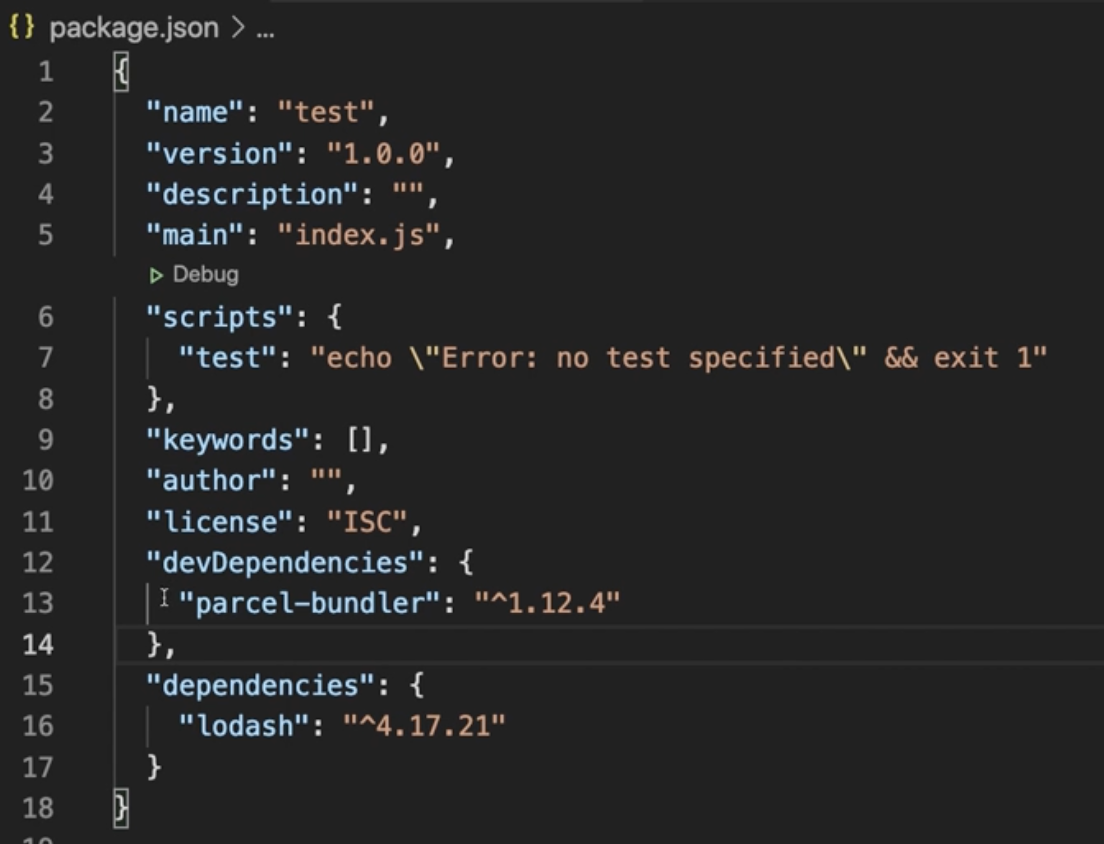 {} package.json > ...
1 {
2 "name": "test",
3 "version": "1.0.0",
4 "description": "",
5 "main": "index.js",
Debug
6 "scripts": {
7 "test": "echo \"Error: no test specified\" && exit 1"
8 },
9 "keywords": [],
10 "author": "",
11 "license": "ISC",
12 "devDependencies": {
13 "parcel-bundler": "^1.12.4"
14 },
15 "dependencies": {
16 "lodash": "^4.17.21"
17 }
18 }